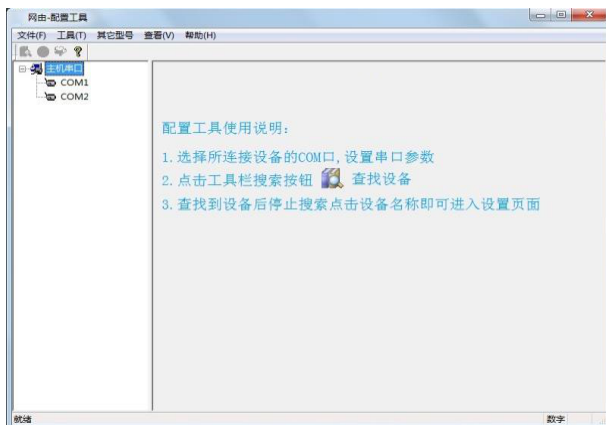 网由-配置工具
文件(F) 工具(T) 其它型号 查看(V) 帮助(H)
主机串口
COM1
COM2
配置工具使用说明:
1.选择所连接设备的COM口,设置串口参数
2.点击工具栏搜索按钮 查找设备
3.查找到设备后停止搜索点击设备名称即可进入设置页面
就绪
数字